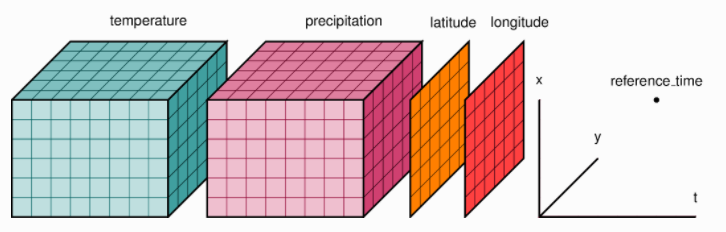 temperature
precipitation
latitude
longitude
x
reference_time
y
t